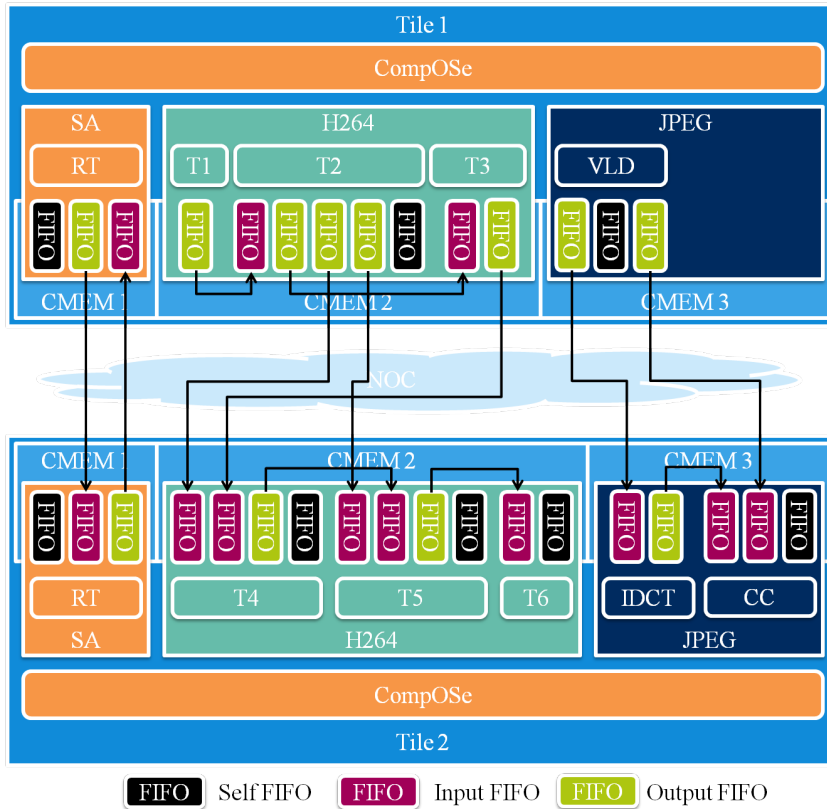 Tile 1
CompOSe
SA H264 JPEG
RT T1 T2 T3 VLD
FIFO FIFO FIFO FIFO FIFO FIFO FIFO FIFO FIFO FIFO FIFO FIFO FIFO FIFO
CMEM 1 CMEM 2 CMEM 3
NOC
CMEM 1 CMEM 2 CMEM 3
FIFO FIFO FIFO FIFO FIFO FIFO FIFO FIFO FIFO FIFO FIFO FIFO FIFO FIFO FIFO FIFO FIFO FIFO
RT T4 T5 T6 IDCT CC
SA H264 JPEG
CompOSe
Tile 2
FIFO Self FIFO FIFO Input FIFO FIFO Output FIFO